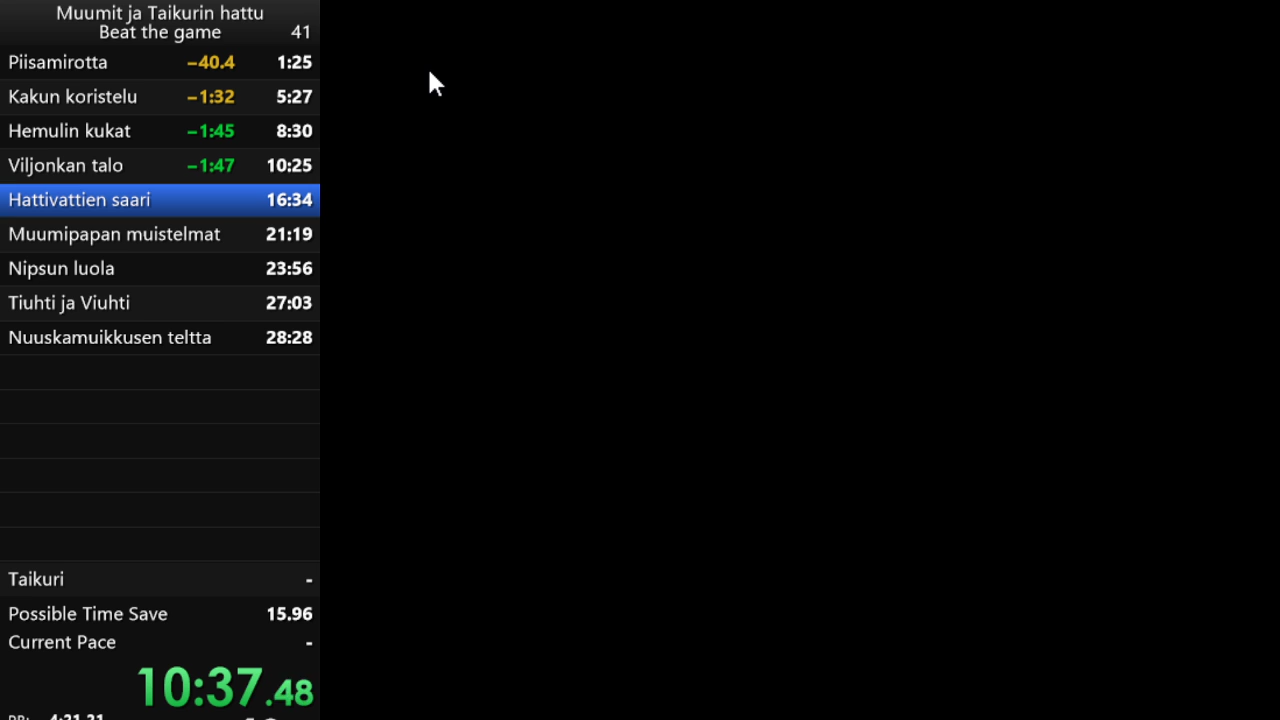 Muumit ja Taikurin hattu
Beat the game 41
Piisamirotta −40.4 1:25
Kakun koristelu −1:32 5:27
Hemulin kukat −1:45 8:30
Viljonkan talo −1:47 10:25
Hattivattien saari 16:34
Muumipapan muistelmat 21:19
Nipsun luola 23:56
Tiuhti ja Viuhti 27:03
Nuuskamuikkusen teltta 28:28
Taikuri -
Possible Time Save 15.96
Current Pace -
10:37.48